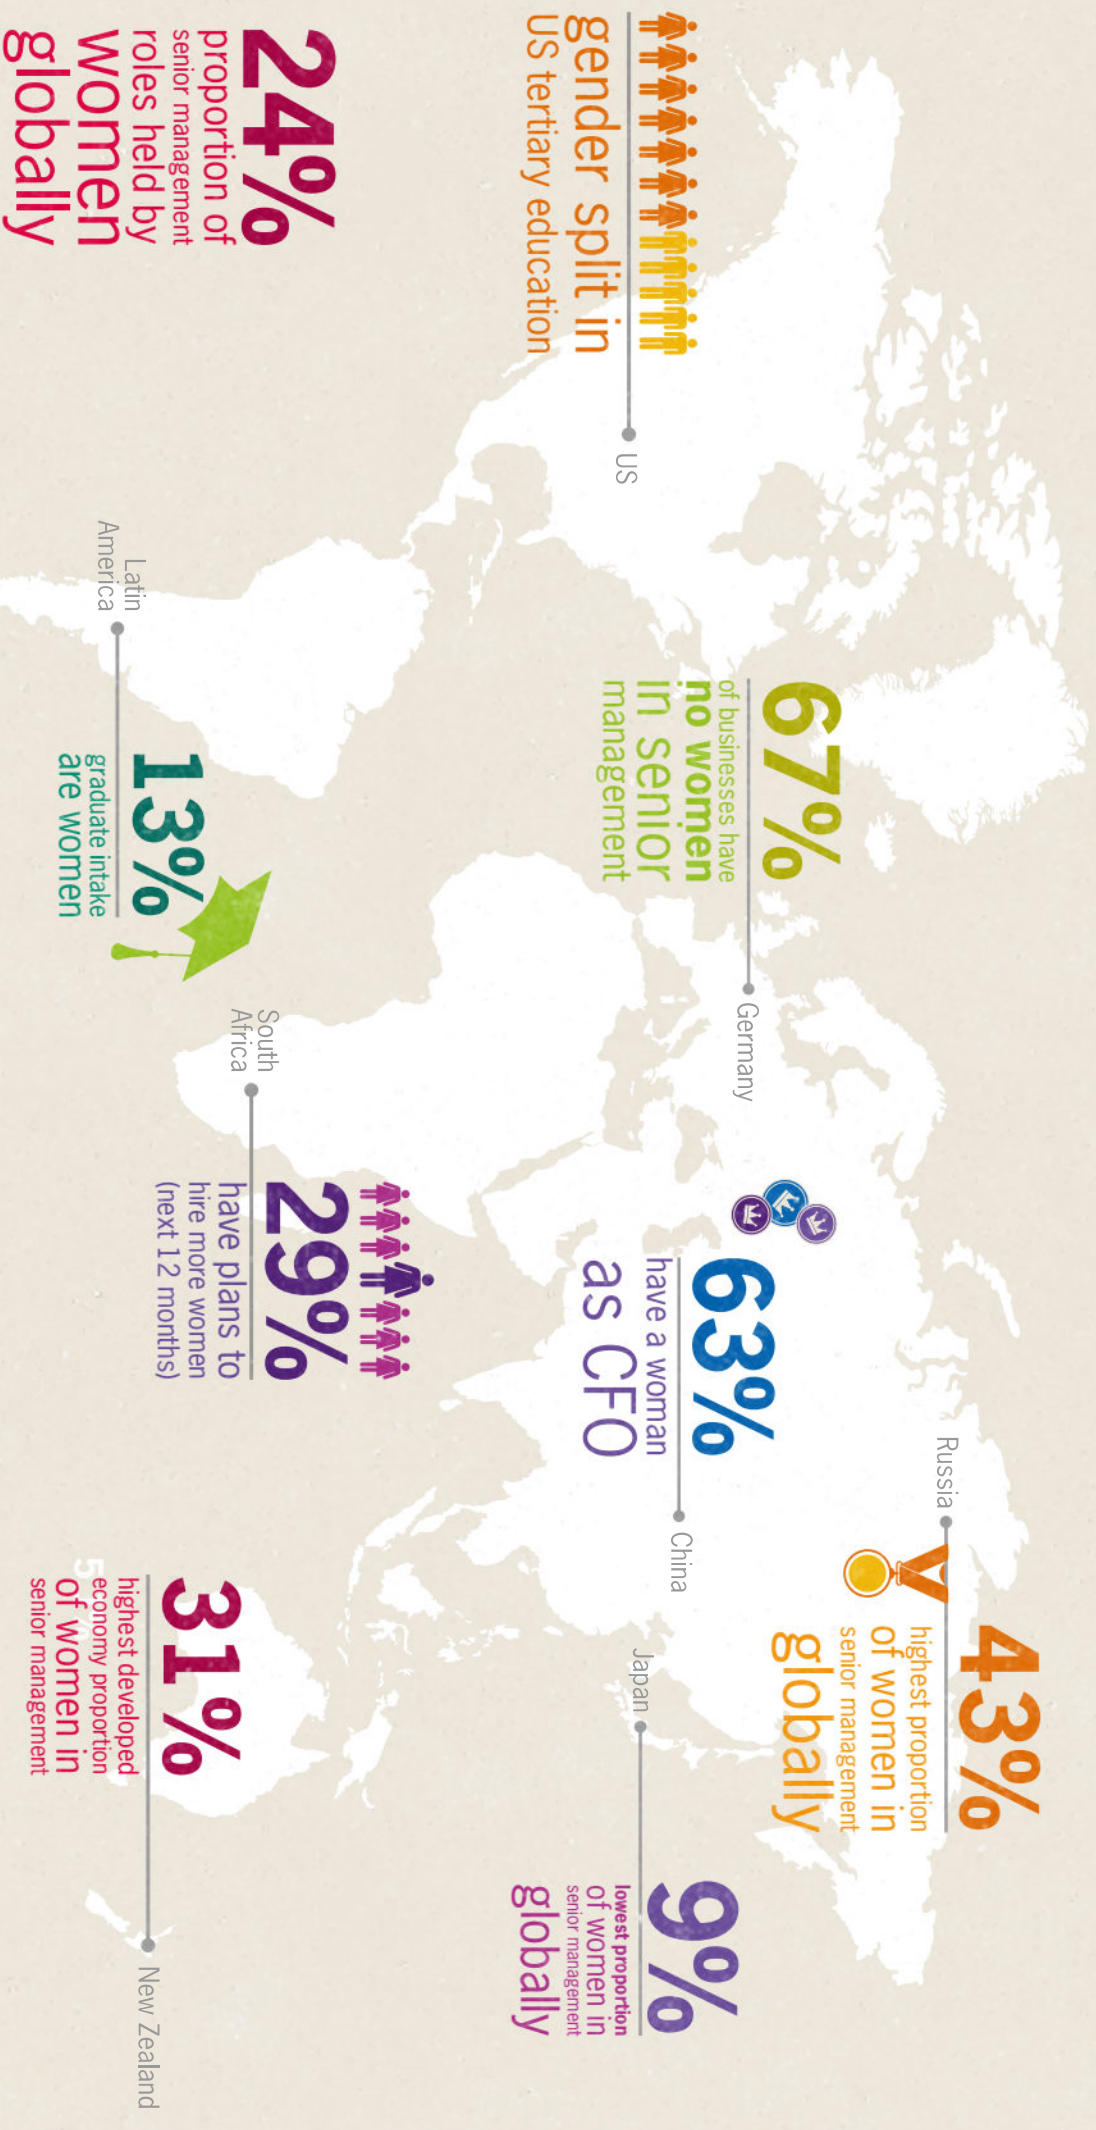 gender split in
US tertiary education
US
67%
of businesses have
no women
in senior
management
Germany
63%
have a woman
as CFO
China
Russia
43%
highest proportion
of women in
senior management
globally
Japan
9%
lowest proportion
of women in
senior management
globally
24%
proportion of
senior management
roles held by
women
globally
Latin
America
13%
graduate intake
are women
South
Africa
29%
have plans to
hire more women
(next 12 months)
31%
highest developed
economy proportion
of women in
senior management
New Zealand